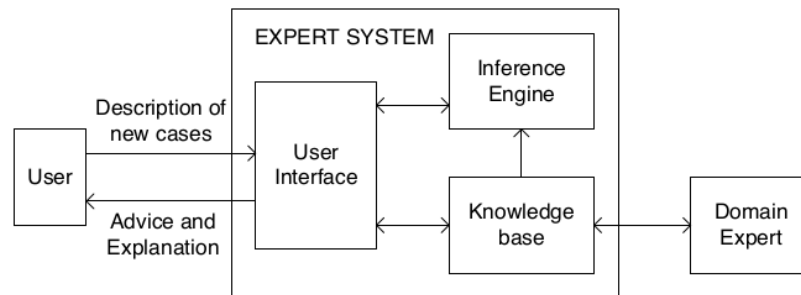 EXPERT SYSTEM
Inference
Engine
Description of
new cases
User
User
Interface
Advice and
Explanation
Knowledge
base
Domain
Expert